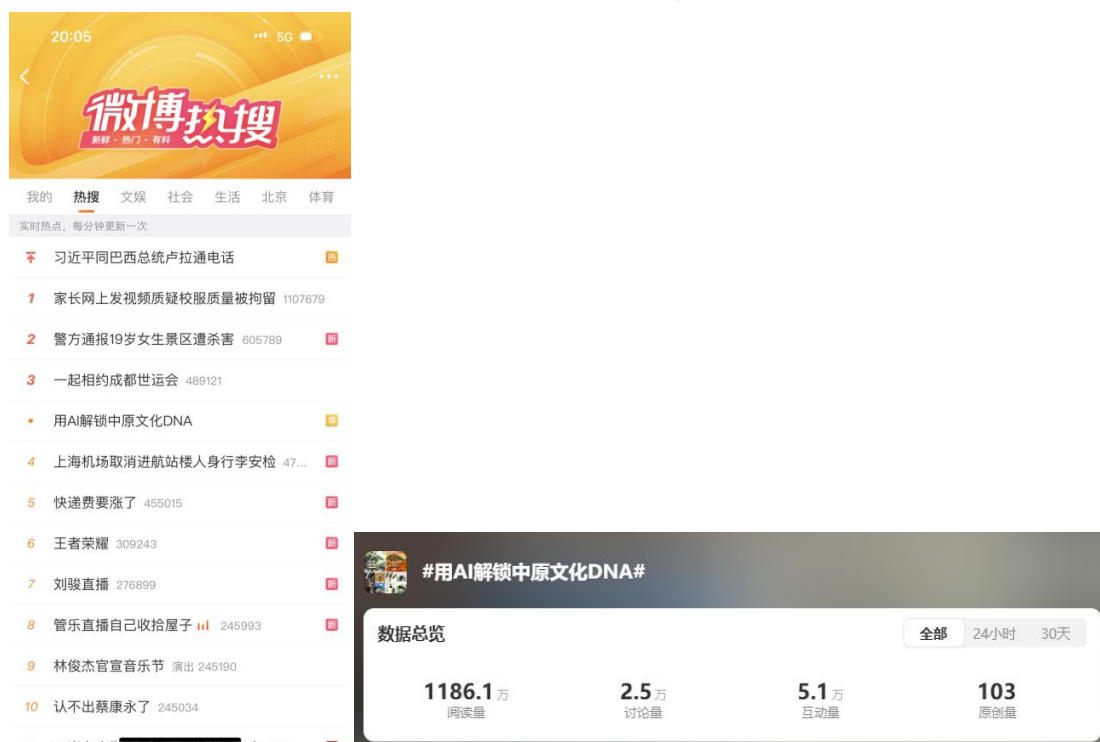 20:05 5G
微博热搜
新鲜·热门·有料
我的 热搜 文娱 社会 生活 北京 体育
实时热点，每分钟更新一次
习近平同巴西总统卢拉通电话 热
1 家长网上发视频质疑校服质量被拘留 1107679
2 警方通报19岁女生景区遭杀害 605789 新
3 一起相约成都世运会 489121
• 用AI解锁中原文化DNA 荐
4 上海机场取消进航站楼人身行李安检 47... 新
5 快递费要涨了 455015 新
6 王者荣耀 309243 新
7 刘骏直播 276899 新
8 管乐直播自己收拾屋子 245993 新
9 林俊杰官宣音乐节 演出 245190
10 认不出蔡康永了 245034
#用AI解锁中原文化DNA#
数据总览 全部 24小时 30天
1186.1万 2.5万 5.1万 103
阅读量 讨论量 互动量 原创量